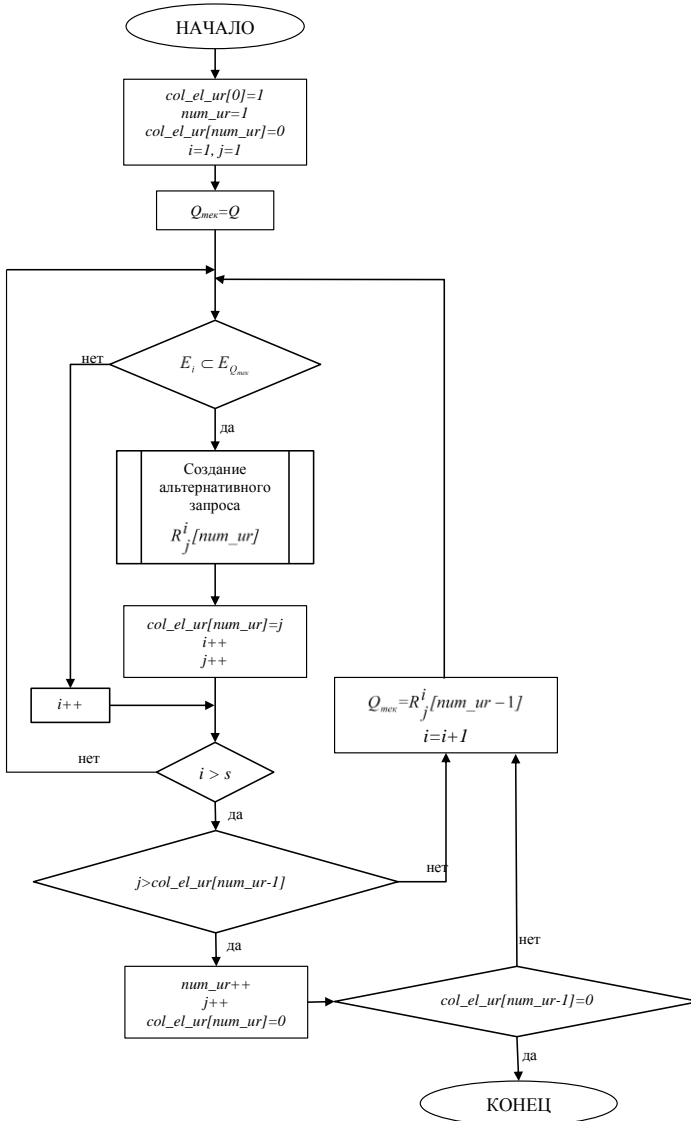 НАЧАЛО
col_el_ur[0]=1
num_ur=1
col_el_ur[num_ur]=0
i=1, j=1
Qтек=Q
нет
E_i ⊂ E_Qтек
да
Создание
альтернативного
запроса
R^i_j[num_ur]
col_el_ur[num_ur]=j
i++
j++
i++
Qтек=R^i_j[num_ur−1]
i=i+1
нет
i > s
да
j>col_el_ur[num_ur-1]
нет
да
нет
num_ur++
j++
col_el_ur[num_ur]=0
col_el_ur[num_ur-1]=0
да
КОНЕЦ